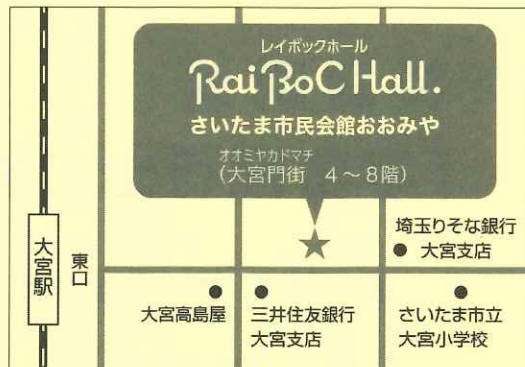 レイボックホール
RaiBoC Hall.
さいたま市民会館おおみや
オオミヤカドマチ
(大宮門街 4～8階)
埼玉りそな銀行
大宮支店
大宮駅
東口
大宮高島屋
三井住友銀行
大宮支店
さいたま市立
大宮小学校